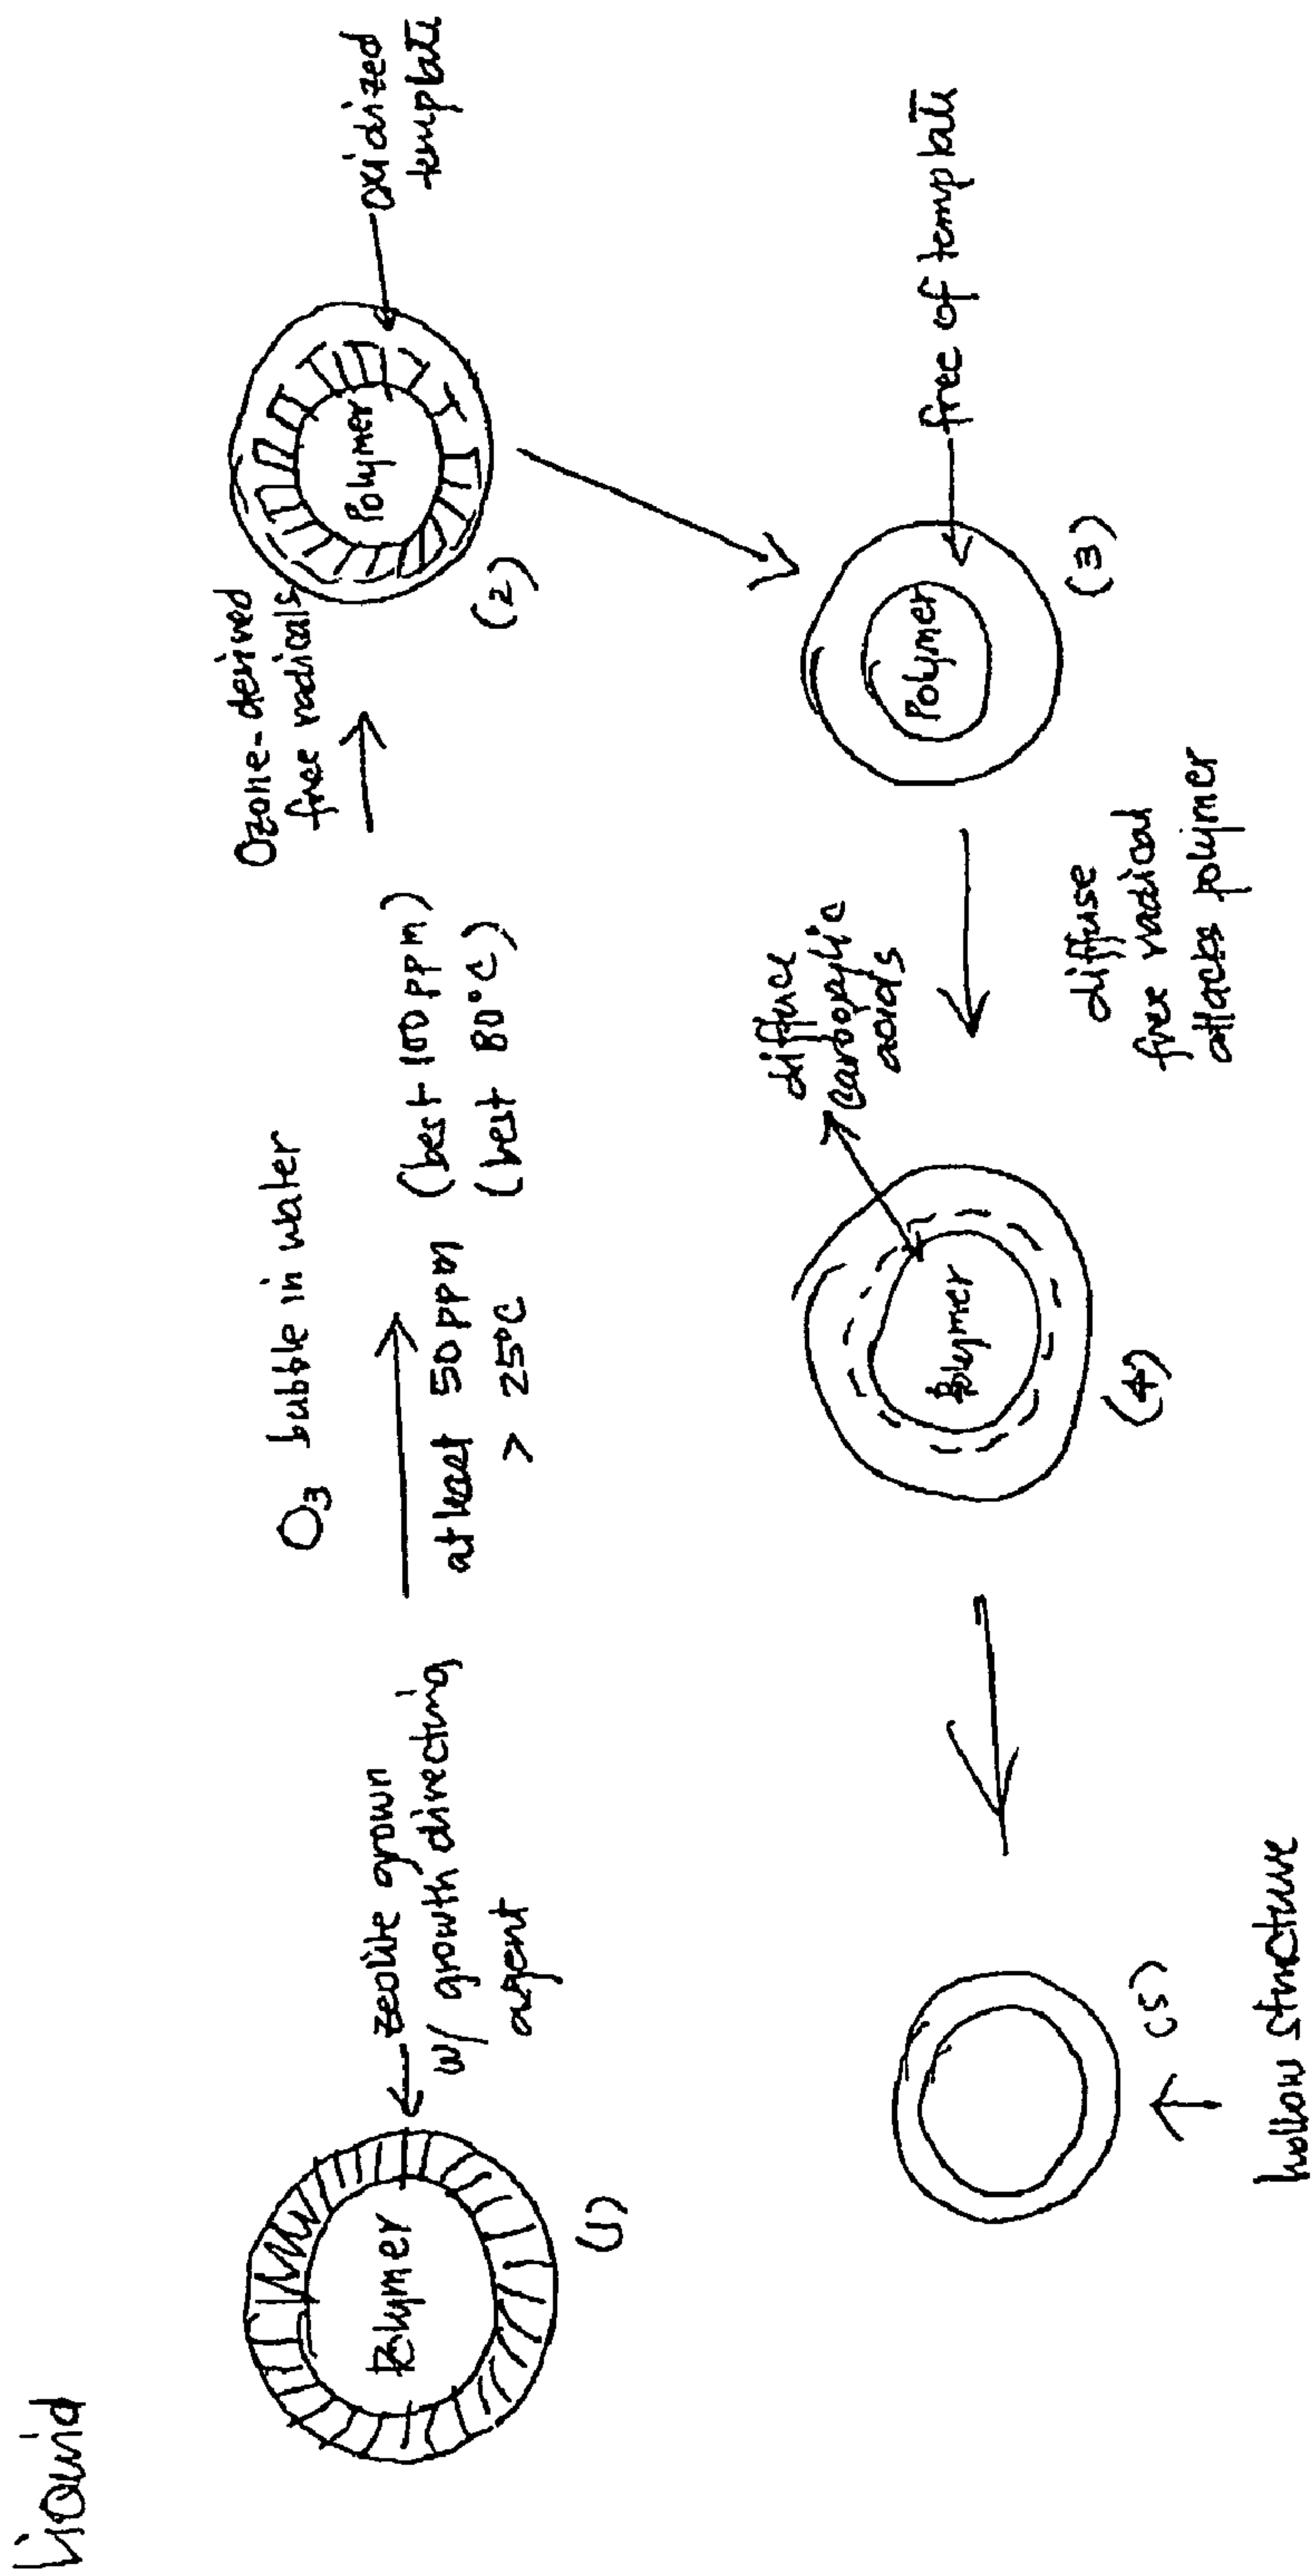 Liquid
Polymer
(1)
← zeolite grown
w/ growth directing
agent
O3 bubble in water
at least 50 ppm (best 100 ppm)
> 25°C (best 80°C)
Ozone-derived
free radicals
Polymer
(2)
oxidized
template
Polymer
(3)
free of template
diffuse
free radical
attacks polymer
diffuse
carboxylic
acids
Polymer
(4)
(5)
hollow structure